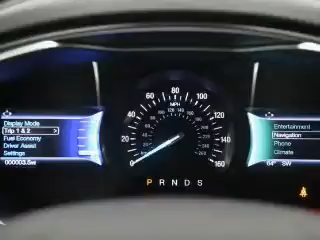 Display Mode
Trip 1 & 2 >
Fuel Economy
Driver Assist
Settings
000003.5mi
0 20 40 60 80 100 120 140 160
MPH
P R N D S
Entertainment
Navigation
Phone
Climate
64° SW